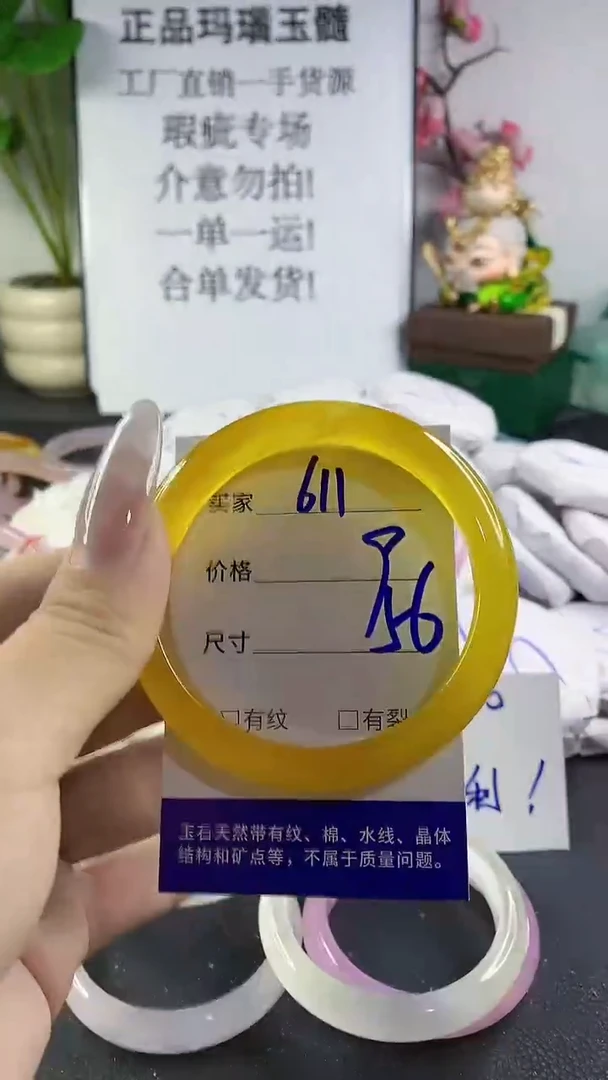 正品玛瑙玉髓
工厂直销一手货源
瑕疵专场
介意勿拍!
一单一运!
合单发货!
买家 611
价格
尺寸 56
□有纹 □有裂
利!
玉石天然带有纹、棉、水线、晶体
结构和矿点等，不属于质量问题。